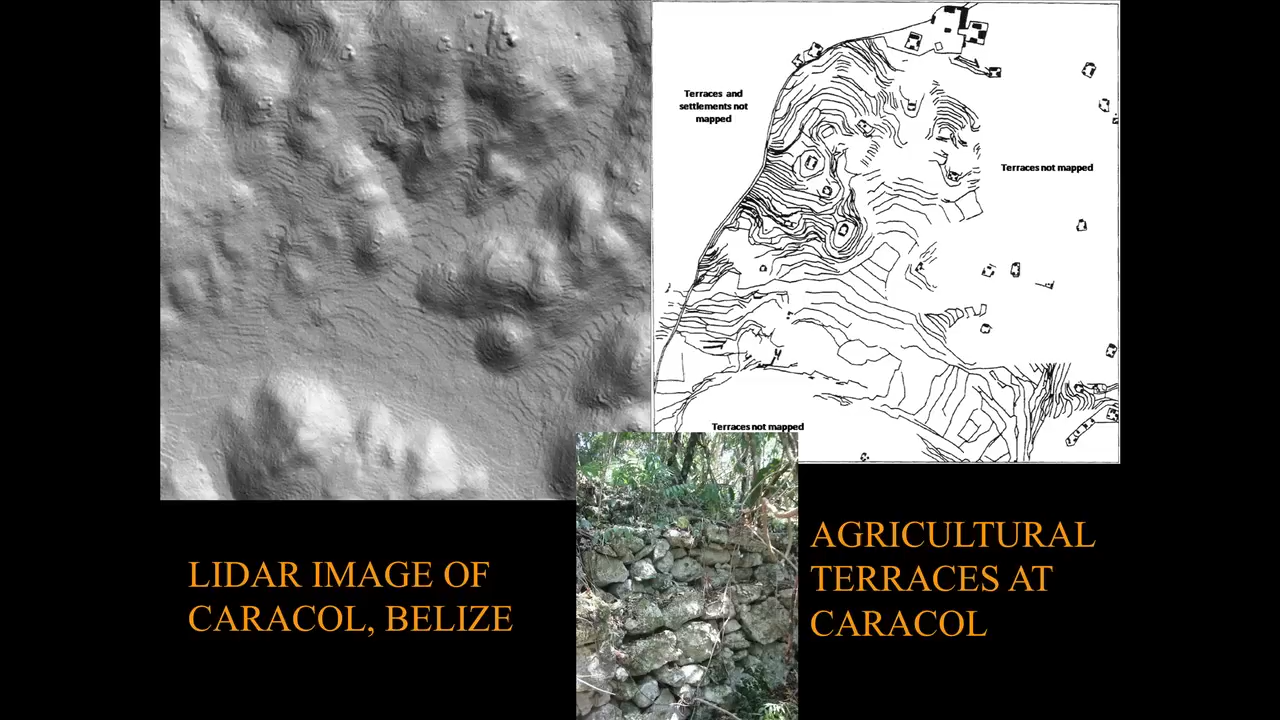 Terraces and
settlements not
mapped
Terraces not mapped
Terraces not mapped
LIDAR IMAGE OF
CARACOL, BELIZE
AGRICULTURAL
TERRACES AT
CARACOL